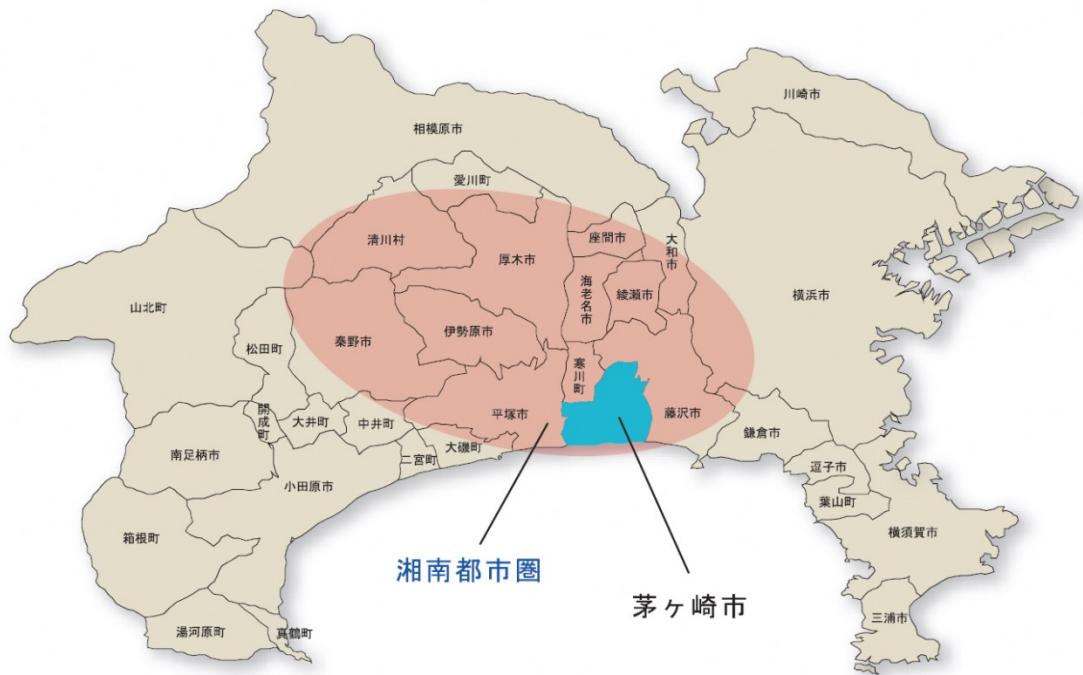 川崎市
相模原市
愛川町
清川村
厚木市
座間市
大和市
海老名市
綾瀬市
横浜市
山北町
秦野市
伊勢原市
松田町
寒川町
開成町
大井町
中井町
平塚市
藤沢市
鎌倉市
大磯町
二宮町
南足柄市
小田原市
逗子市
葉山町
箱根町
横須賀市
湘南都市圏
茅ヶ崎市
三浦市
湯河原町
真鶴町